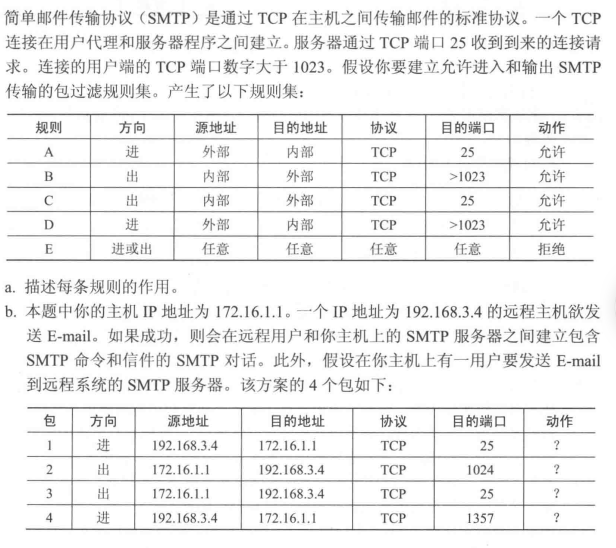 简单邮件传输协议（SMTP）是通过 TCP 在主机之间传输邮件的标准协议。一个 TCP
连接在用户代理和服务器程序之间建立。服务器通过 TCP 端口 25 收到到来的连接请
求。连接的用户端的 TCP 端口数字大于 1023。假设你要建立允许进入和输出 SMTP
传输的包过滤规则集。产生了以下规则集：
规则 方向 源地址 目的地址 协议 目的端口 动作
A 进 外部 内部 TCP 25 允许
B 出 内部 外部 TCP >1023 允许
C 出 内部 外部 TCP 25 允许
D 进 外部 内部 TCP >1023 允许
E 进或出 任意 任意 任意 任意 拒绝
a. 描述每条规则的作用。
b. 本题中你的主机 IP 地址为 172.16.1.1。一个 IP 地址为 192.168.3.4 的远程主机欲发
送 E-mail。如果成功，则会在远程用户和你主机上的 SMTP 服务器之间建立包含
SMTP 命令和信件的 SMTP 对话。此外，假设在你主机上有一用户要发送 E-mail
到远程系统的 SMTP 服务器。该方案的 4 个包如下：
包 方向 源地址 目的地址 协议 目的端口 动作
1 进 192.168.3.4 172.16.1.1 TCP 25 ？
2 出 172.16.1.1 192.168.3.4 TCP 1024 ？
3 出 172.16.1.1 192.168.3.4 TCP 25 ？
4 进 192.168.3.4 172.16.1.1 TCP 1357 ？